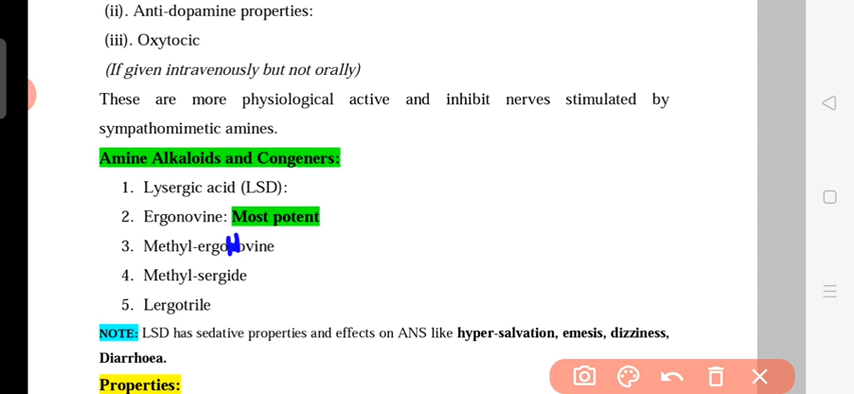 (ii). Anti-dopamine properties:
(iii). Oxytocic
(If given intravenously but not orally)
These are more physiological active and inhibit nerves stimulated by
sympathomimetic amines.
Amine Alkaloids and Congeners:
1. Lysergic acid (LSD):
2. Ergonovine: Most potent
3. Methyl-ergonovine
4. Methyl-sergide
5. Lergotrile
NOTE: LSD has sedative properties and effects on ANS like hyper-salvation, emesis, dizziness,
Diarrhoea.
Properties: